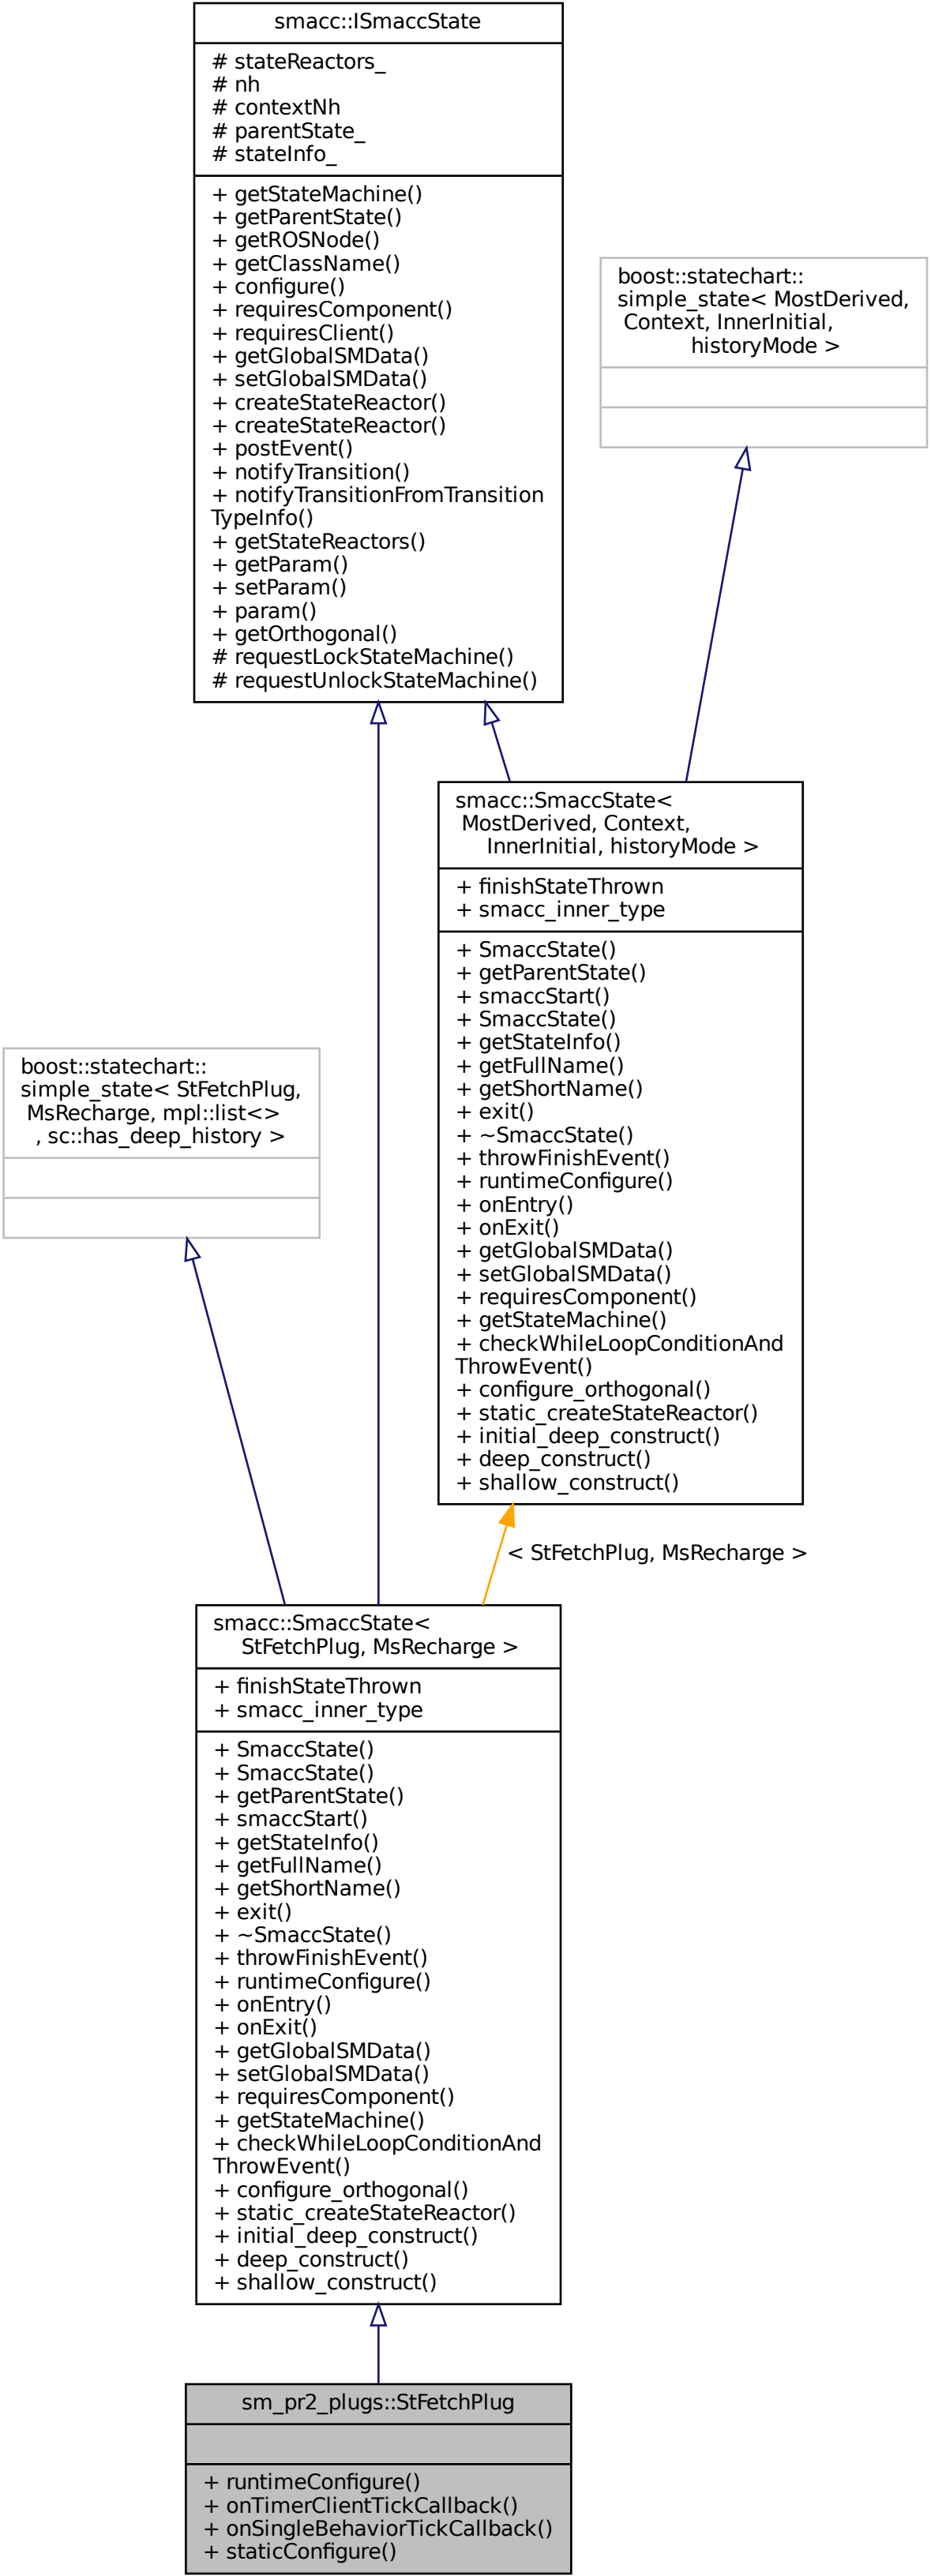 smacc::ISmaccState
# stateReactors_
# nh
# contextNh
# parentState_
# stateInfo_
+ getStateMachine()
+ getParentState()
+ getROSNode()
+ getClassName()
+ configure()
+ requiresComponent()
+ requiresClient()
+ getGlobalSMData()
+ setGlobalSMData()
+ createStateReactor()
+ createStateReactor()
+ postEvent()
+ notifyTransition()
+ notifyTransitionFromTransition
TypeInfo()
+ getStateReactors()
+ getParam()
+ setParam()
+ param()
+ getOrthogonal()
# requestLockStateMachine()
# requestUnlockStateMachine()
boost::statechart::
simple_state< MostDerived,
Context, InnerInitial,
historyMode >
smacc::SmaccState<
MostDerived, Context,
InnerInitial, historyMode >
+ finishStateThrown
+ smacc_inner_type
+ SmaccState()
+ getParentState()
+ smaccStart()
+ SmaccState()
+ getStateInfo()
+ getFullName()
+ getShortName()
+ exit()
+ ~SmaccState()
+ throwFinishEvent()
+ runtimeConfigure()
+ onEntry()
+ onExit()
+ getGlobalSMData()
+ setGlobalSMData()
+ requiresComponent()
+ getStateMachine()
+ checkWhileLoopConditionAnd
ThrowEvent()
+ configure_orthogonal()
+ static_createStateReactor()
+ initial_deep_construct()
+ deep_construct()
+ shallow_construct()
boost::statechart::
simple_state< StFetchPlug,
MsRecharge, mpl::list<>
, sc::has_deep_history >
< StFetchPlug, MsRecharge >
smacc::SmaccState<
StFetchPlug, MsRecharge >
+ finishStateThrown
+ smacc_inner_type
+ SmaccState()
+ SmaccState()
+ getParentState()
+ smaccStart()
+ getStateInfo()
+ getFullName()
+ getShortName()
+ exit()
+ ~SmaccState()
+ throwFinishEvent()
+ runtimeConfigure()
+ onEntry()
+ onExit()
+ getGlobalSMData()
+ setGlobalSMData()
+ requiresComponent()
+ getStateMachine()
+ checkWhileLoopConditionAnd
ThrowEvent()
+ configure_orthogonal()
+ static_createStateReactor()
+ initial_deep_construct()
+ deep_construct()
+ shallow_construct()
sm_pr2_plugs::StFetchPlug
+ runtimeConfigure()
+ onTimerClientTickCallback()
+ onSingleBehaviorTickCallback()
+ staticConfigure()